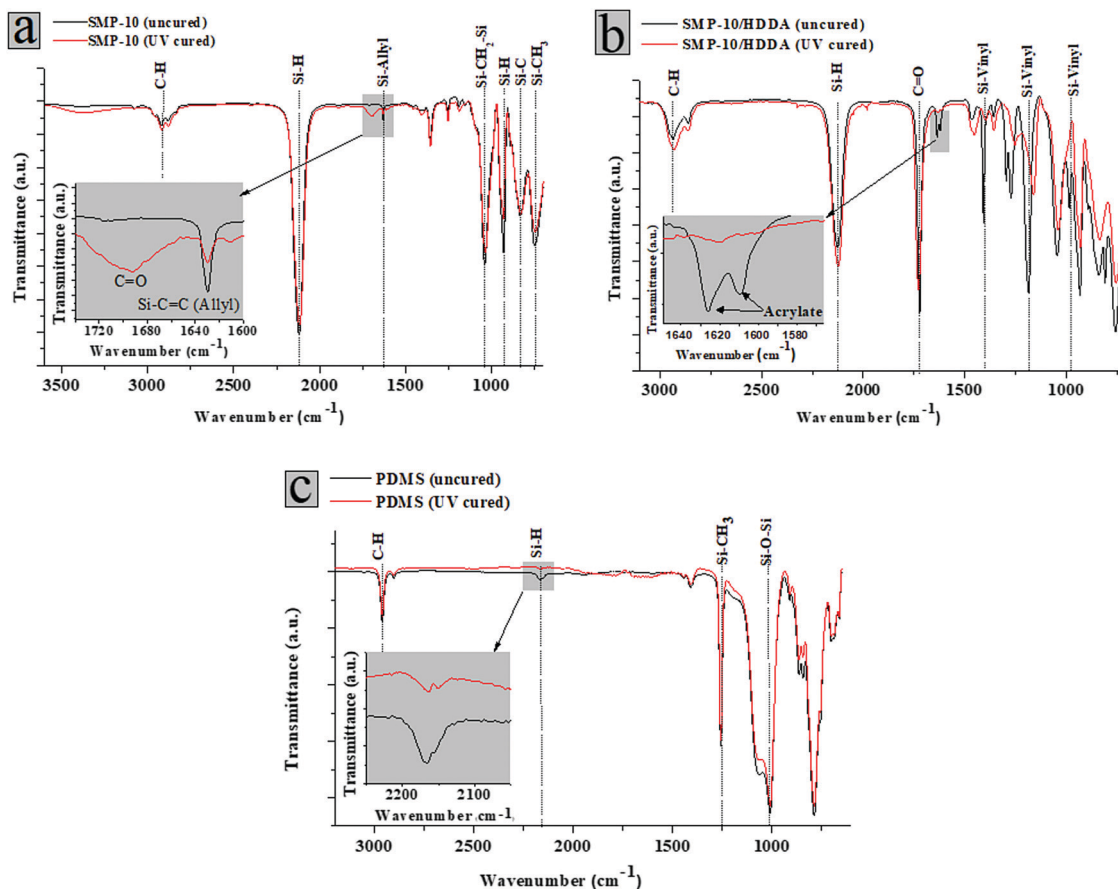 a
SMP-10 (uncured)
SMP-10 (UV cured)
C-H
Si-H
Si-Allyl
Si-CH2-Si
Si-H
Si-C
Si-CH3
Transmittance (a.u.)
Transmittance (a.u.)
C=O
Si-C=C (Allyl)
1720 1680 1640 1600
Wavenumber (cm-1)
3500 3000 2500 2000 1500 1000
Wavenumber (cm-1)
b
SMP-10/HDDA (uncured)
SMP-10/HDDA (UV cured)
C-H
Si-H
C=O
Si-Vinyl
Si-Vinyl
Si-Vinyl
Transmittance (a.u.)
Transmittance (a.u.)
Acrylate
1640 1620 1600 1580
Wavenumber (cm-1)
3000 2500 2000 1500 1000
Wavenumber (cm-1)
c
PDMS (uncured)
PDMS (UV cured)
C-H
Si-H
Si-CH3
Si-O-Si
Transmittance (a.u.)
Transmittance (a.u.)
2200 2100
Wavenumber (cm-1)
3000 2500 2000 1500 1000
Wavenumber (cm-1)